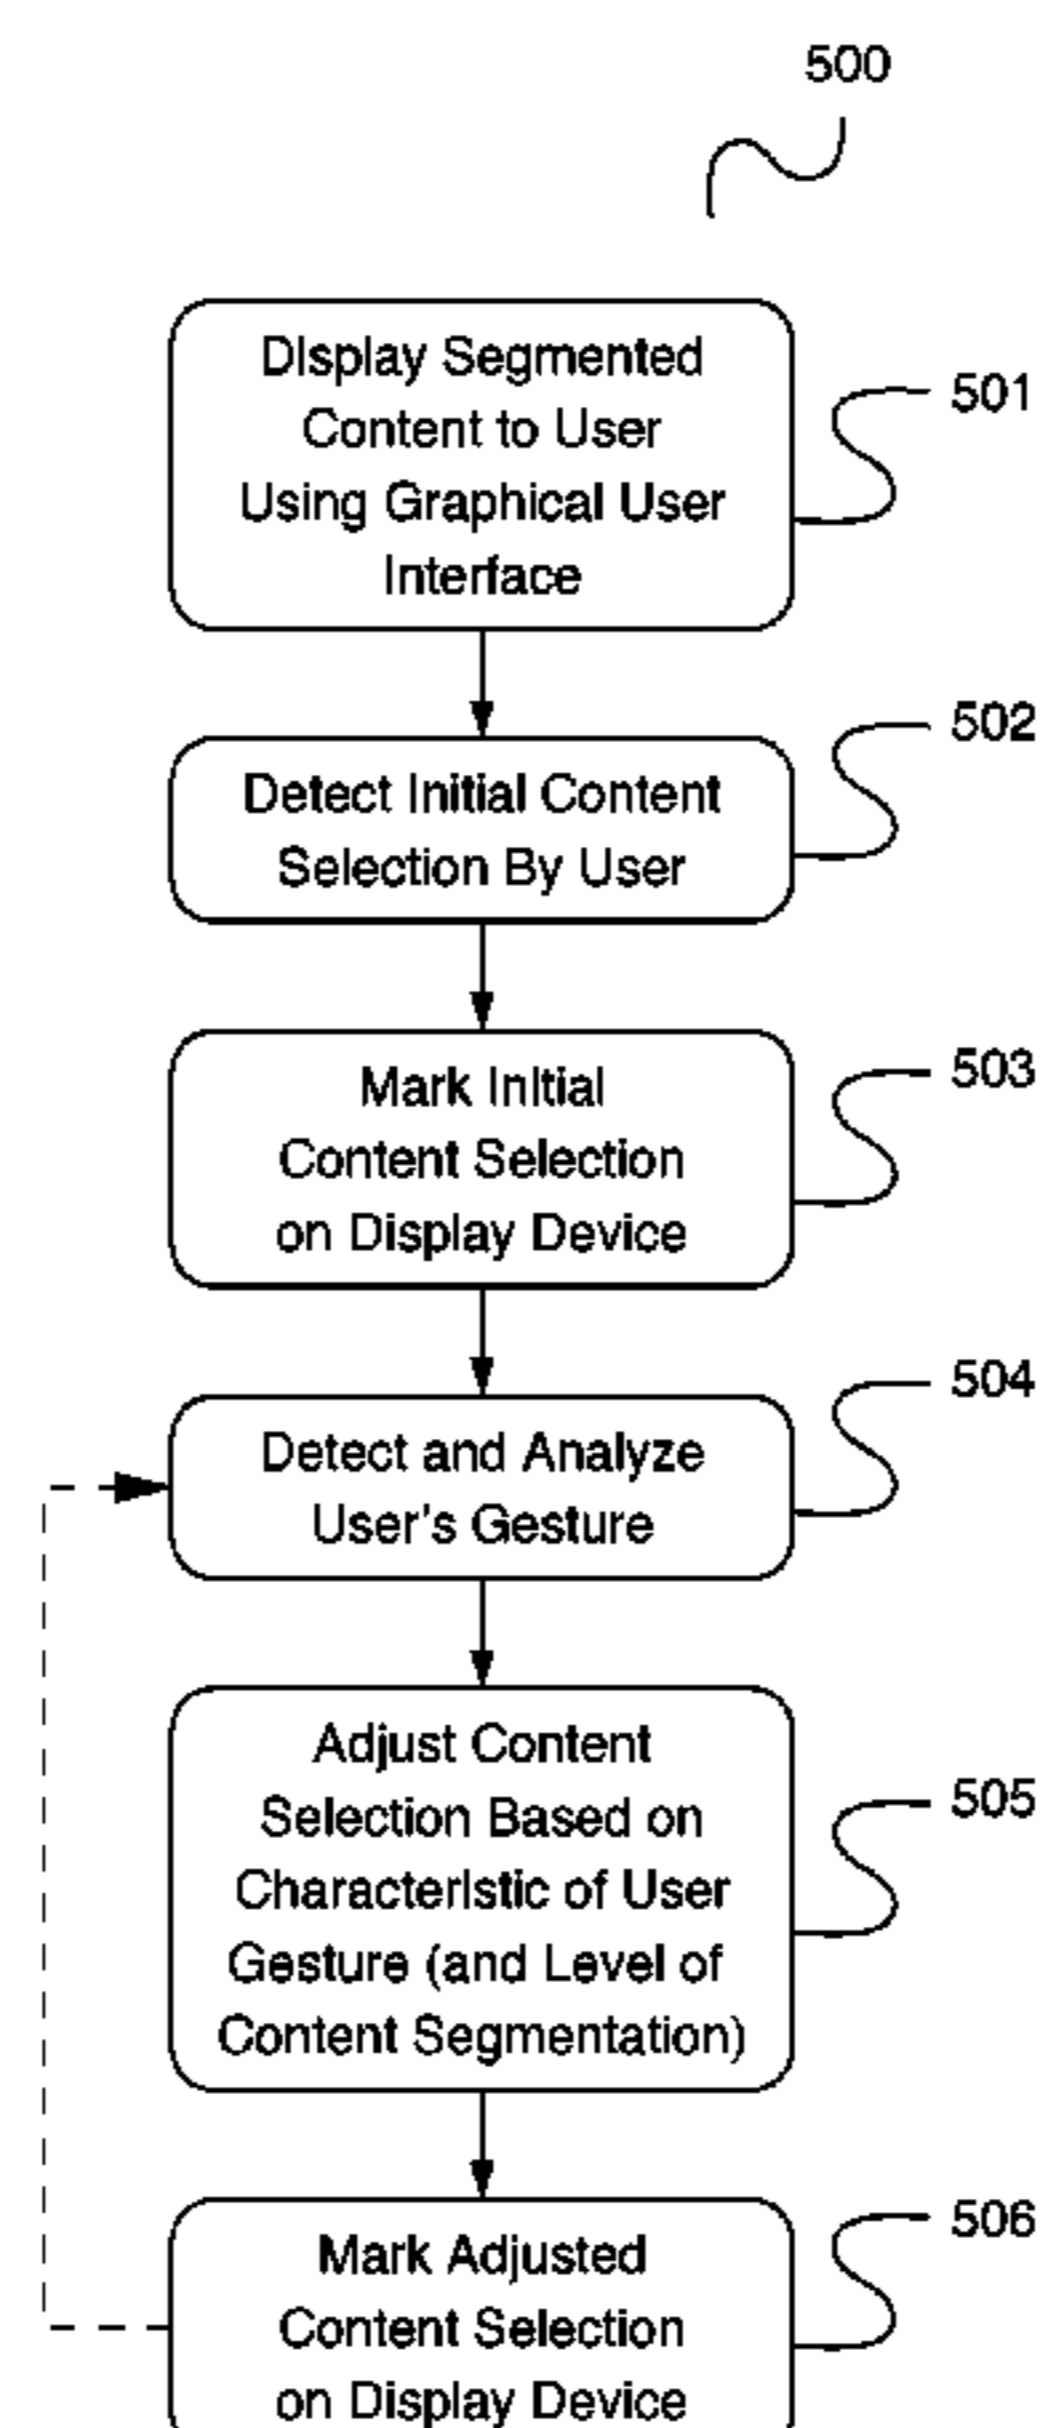 500
Display Segmented
Content to User
Using Graphical User
Interface
501
Detect Initial Content
Selection By User
502
Mark Initial
Content Selection
on Display Device
503
Detect and Analyze
User's Gesture
504
Adjust Content
Selection Based on
Characteristic of User
Gesture (and Level of
Content Segmentation)
505
Mark Adjusted
Content Selection
on Display Device
506